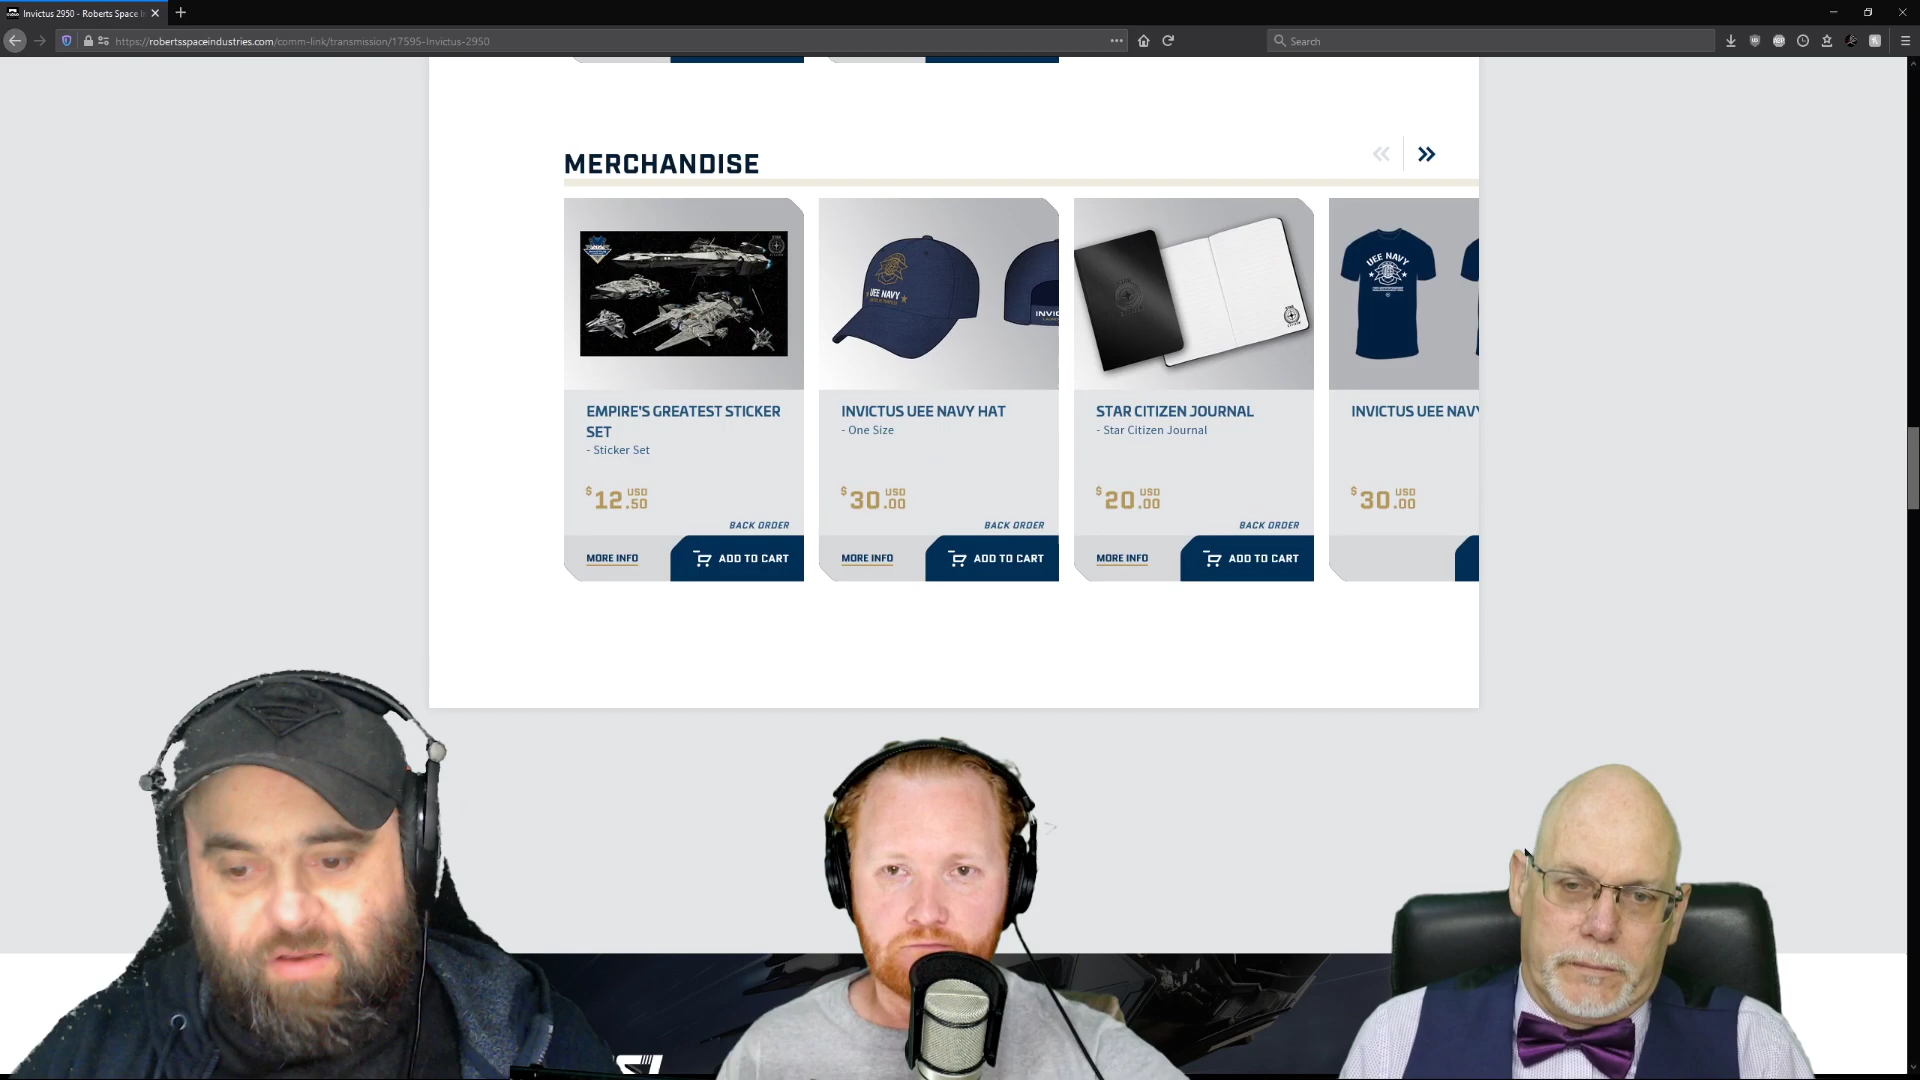 Invictus 2950 - Roberts Space I
https://robertsspaceindustries.com/comm-link/transmission/17595-Invictus-2950
Search
MERCHANDISE
UEE NAVY
INVIC
UEE NAVY
EMPIRE'S GREATEST STICKER
SET
- Sticker Set
$12.50 USD
BACK ORDER
MORE INFO
ADD TO CART
INVICTUS UEE NAVY HAT
- One Size
$30.00 USD
BACK ORDER
MORE INFO
ADD TO CART
STAR CITIZEN JOURNAL
- Star Citizen Journal
$20.00 USD
BACK ORDER
MORE INFO
ADD TO CART
INVICTUS UEE NAVY
$30.00 USD